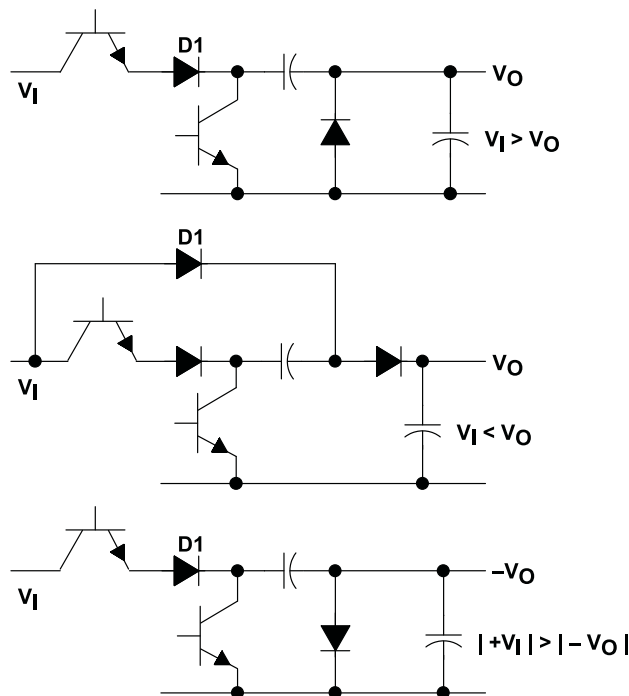 D1
VI
VO
VI > VO
D1
VI
VO
VI < VO
D1
VI
–VO
| +VI | > | – VO |